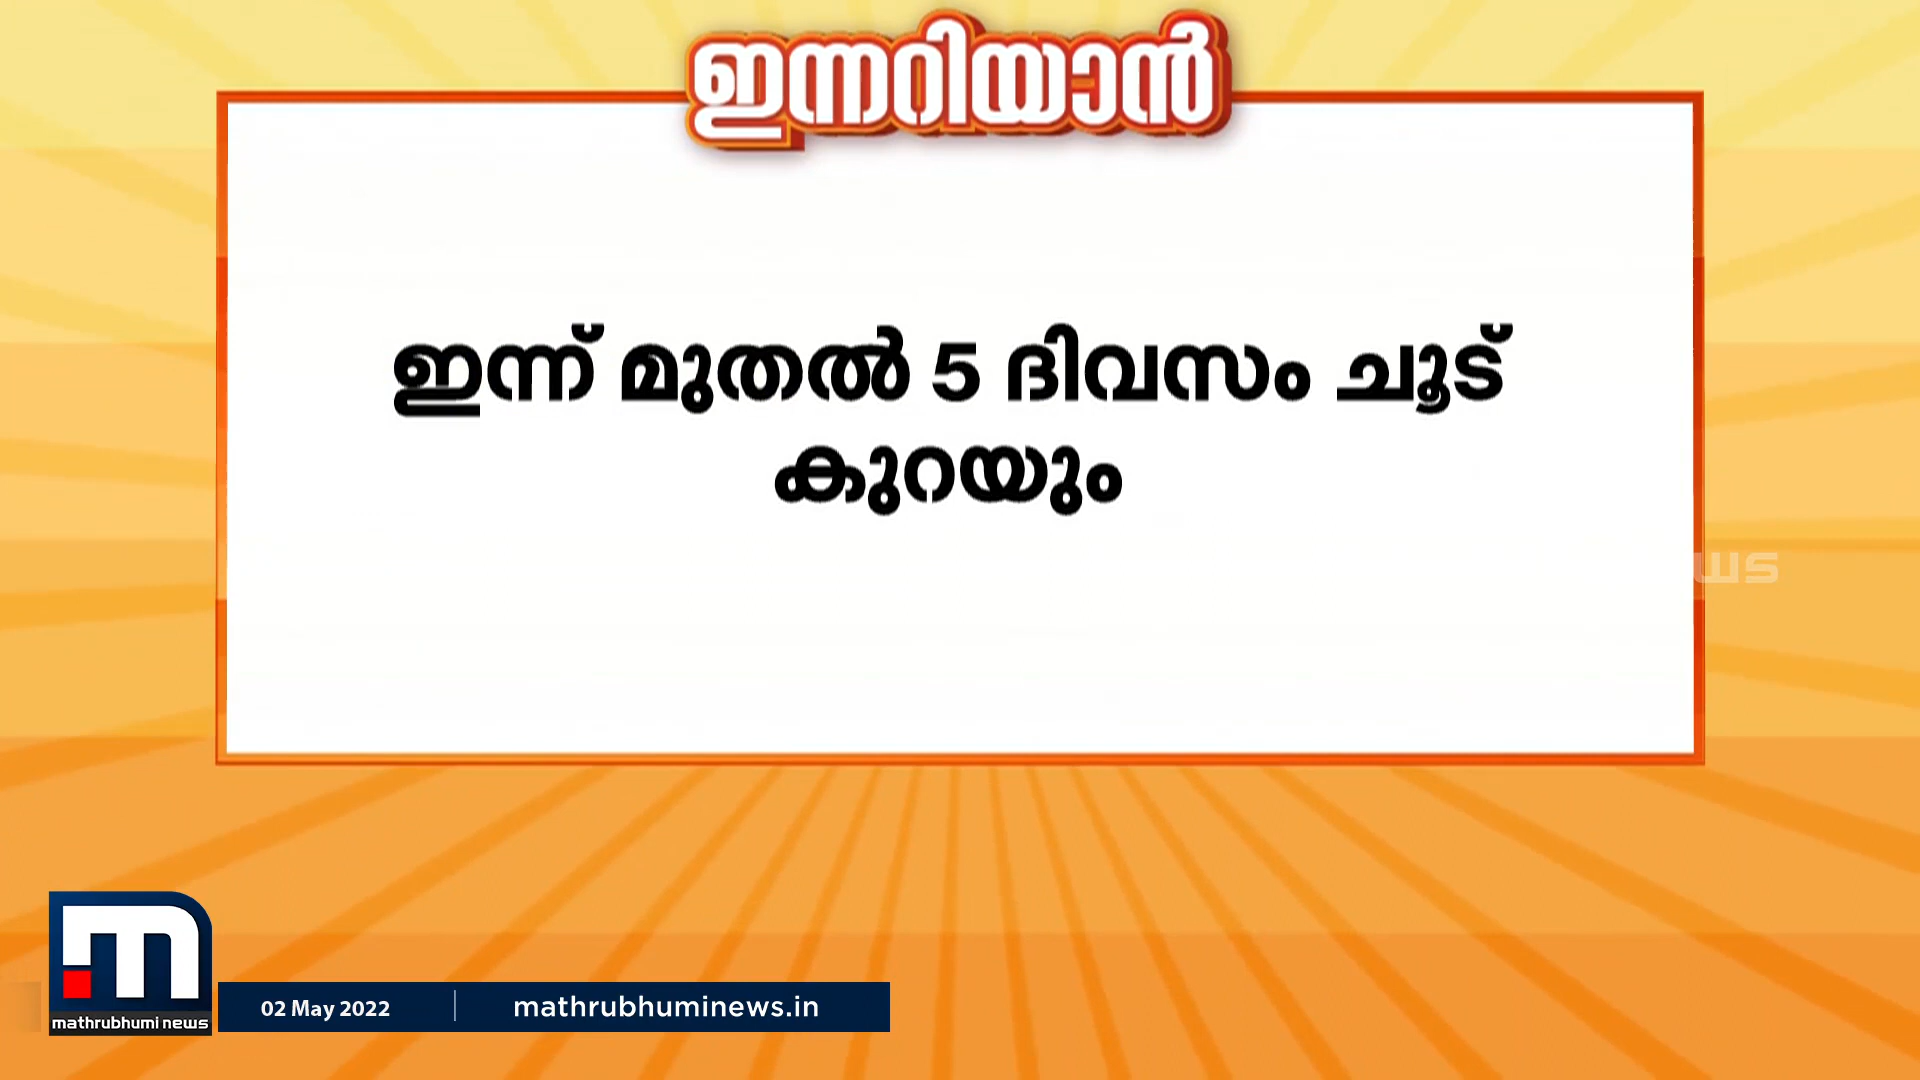 ഇന്നറിയാൻ
ഇന്ന് മുതൽ 5 ദിവസം ചൂട്
കുറയും
mathrubhumi news
02 May 2022
mathrubhuminews.in